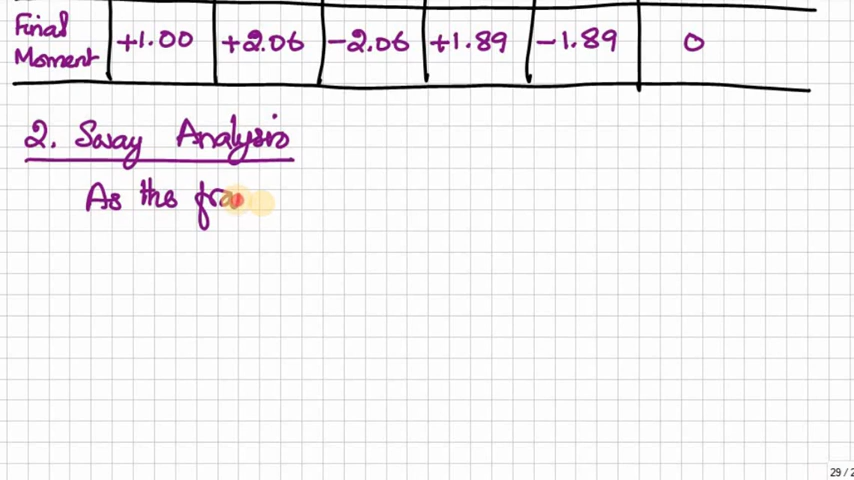 Final
Moment +1.00 +2.06 -2.06 +1.89 -1.89 0
2. Sway Analysis
As the fra
29 / 2